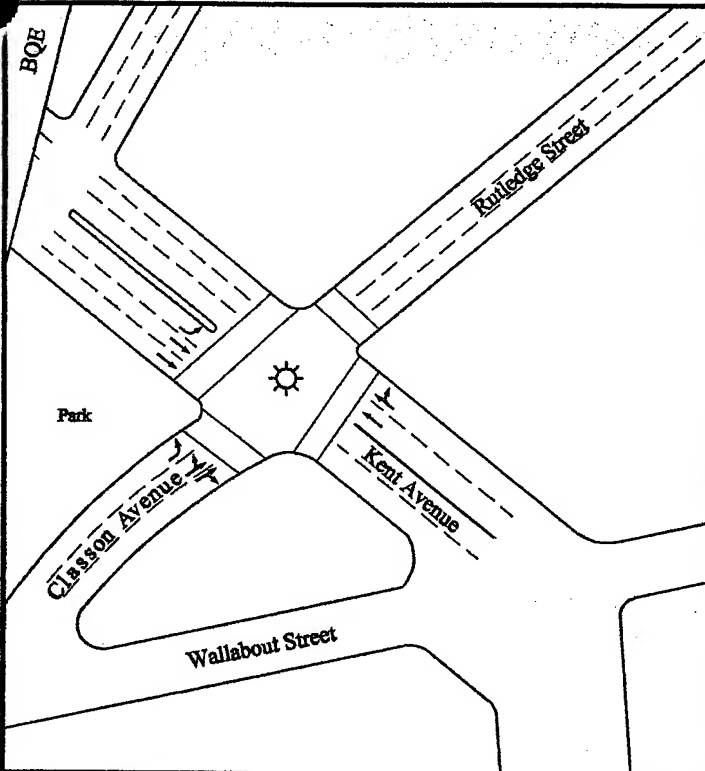 BQE
Rutledge Street
Park
Kent Avenue
Classon Avenue
Wallabout Street